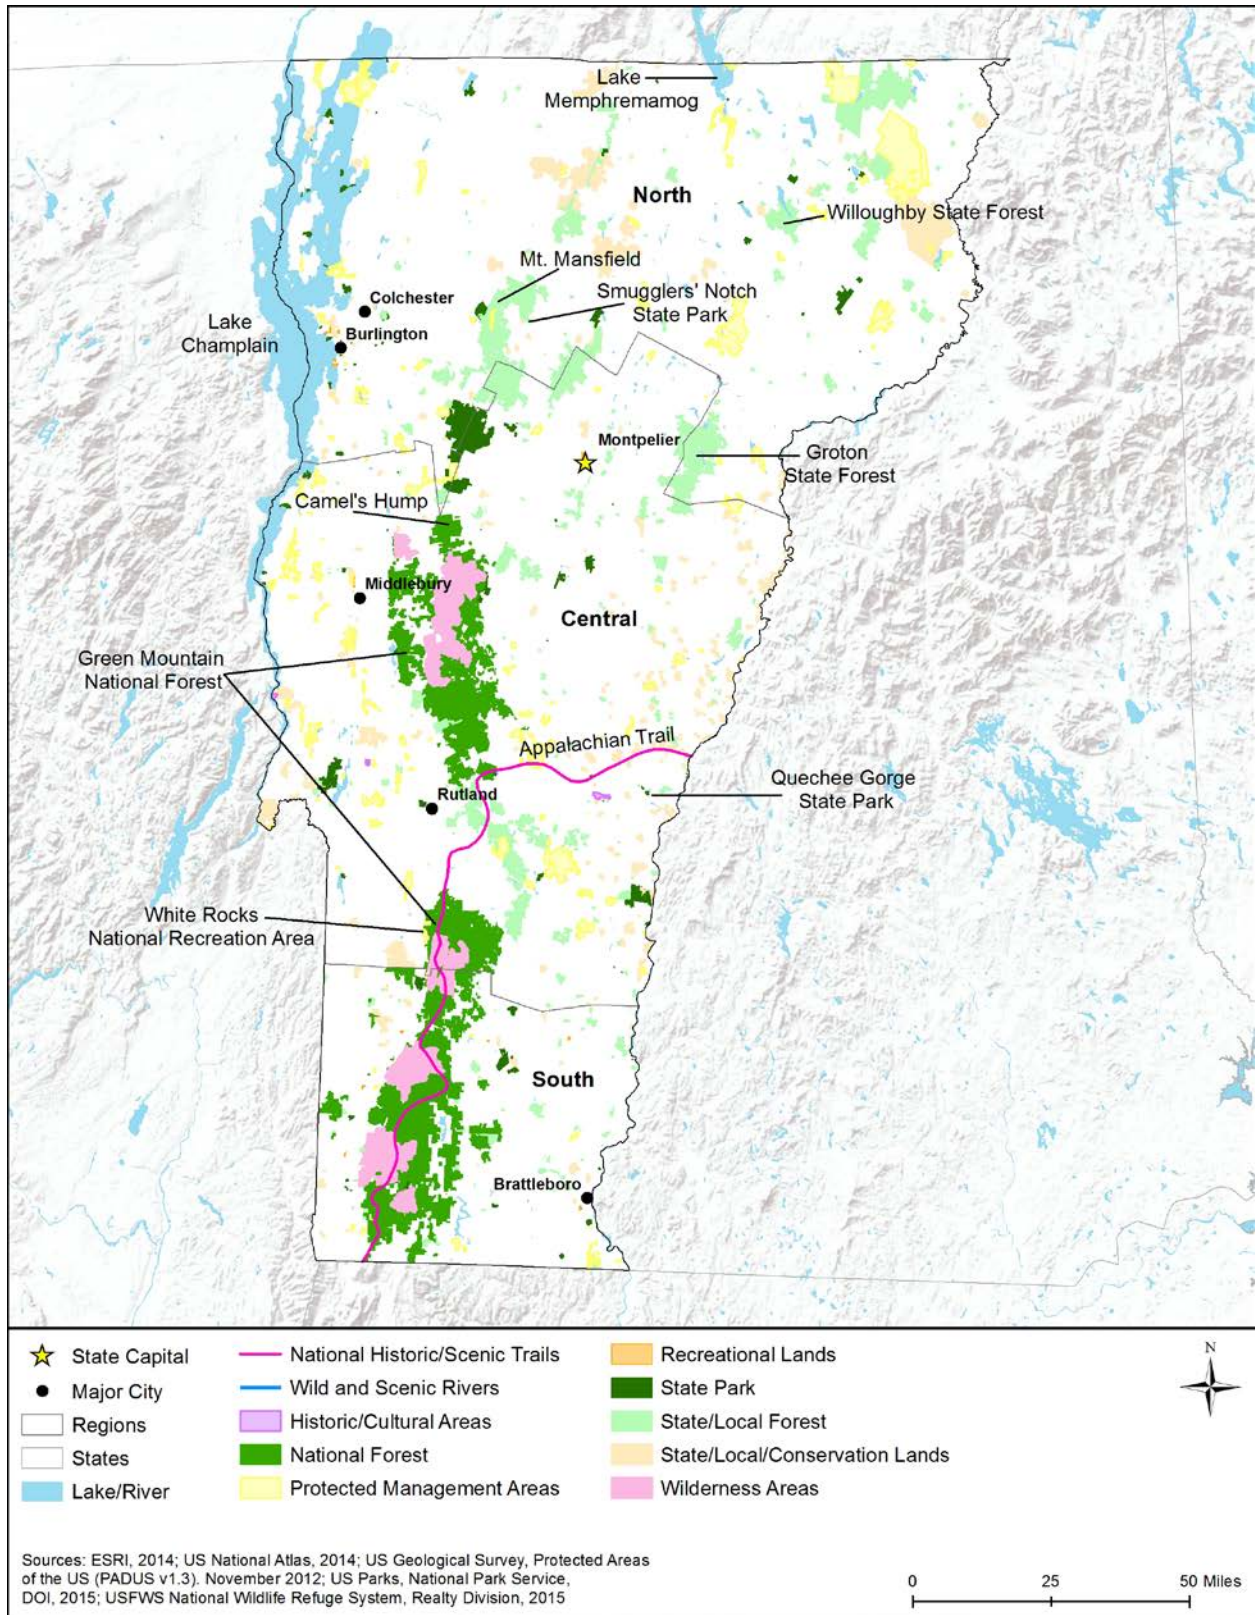 Lake
Memphremamog
North
Willoughby State Forest
Mt. Mansfield
Smugglers' Notch
State Park
Colchester
Lake
Champlain
Burlington
Montpelier
Groton
State Forest
Camel's Hump
Middlebury
Central
Green Mountain
National Forest
Appalachian Trail
Quechee Gorge
State Park
Rutland
White Rocks
National Recreation Area
South
Brattleboro
State Capital
Major City
Regions
States
Lake/River
National Historic/Scenic Trails
Wild and Scenic Rivers
Historic/Cultural Areas
National Forest
Protected Management Areas
Recreational Lands
State Park
State/Local Forest
State/Local/Conservation Lands
Wilderness Areas
N
Sources: ESRI, 2014; US National Atlas, 2014; US Geological Survey, Protected Areas
of the US (PADUS v1.3). November 2012; US Parks, National Park Service,
DOI, 2015; USFWS National Wildlife Refuge System, Realty Division, 2015
0 25 50 Miles